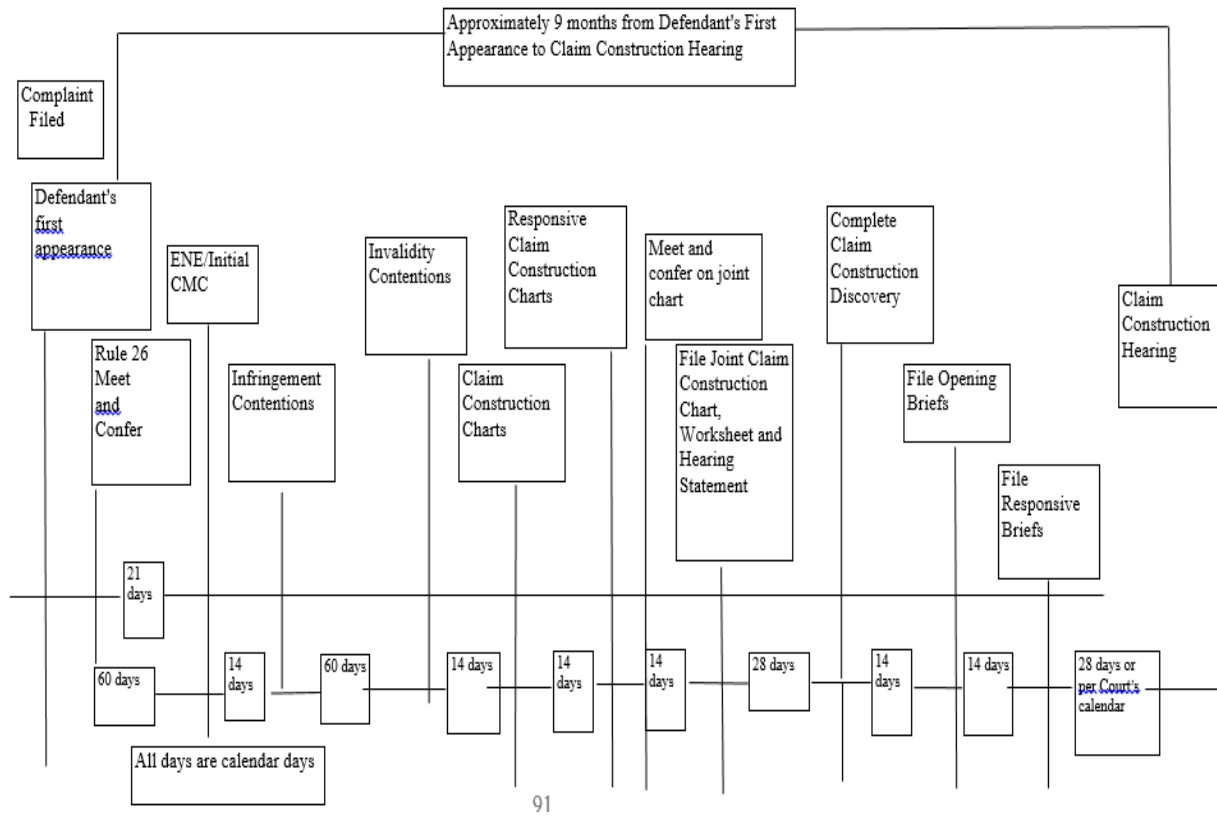 Approximately 9 months from Defendant's First
Appearance to Claim Construction Hearing
Complaint
Filed
Defendant's
first
appearance
ENE/Initial
CMC
Rule 26
Meet
and
Confer
Infringement
Contentions
Invalidity
Contentions
Claim
Construction
Charts
Responsive
Claim
Construction
Charts
Meet and
confer on joint
chart
File Joint Claim
Construction
Chart,
Worksheet and
Hearing
Statement
Complete
Claim
Construction
Discovery
File Opening
Briefs
File
Responsive
Briefs
Claim
Construction
Hearing
21
days
60 days
14
days
60 days
14 days
14
days
14
days
28 days
14
days
14 days
28 days or
per Court's
calendar
All days are calendar days
91